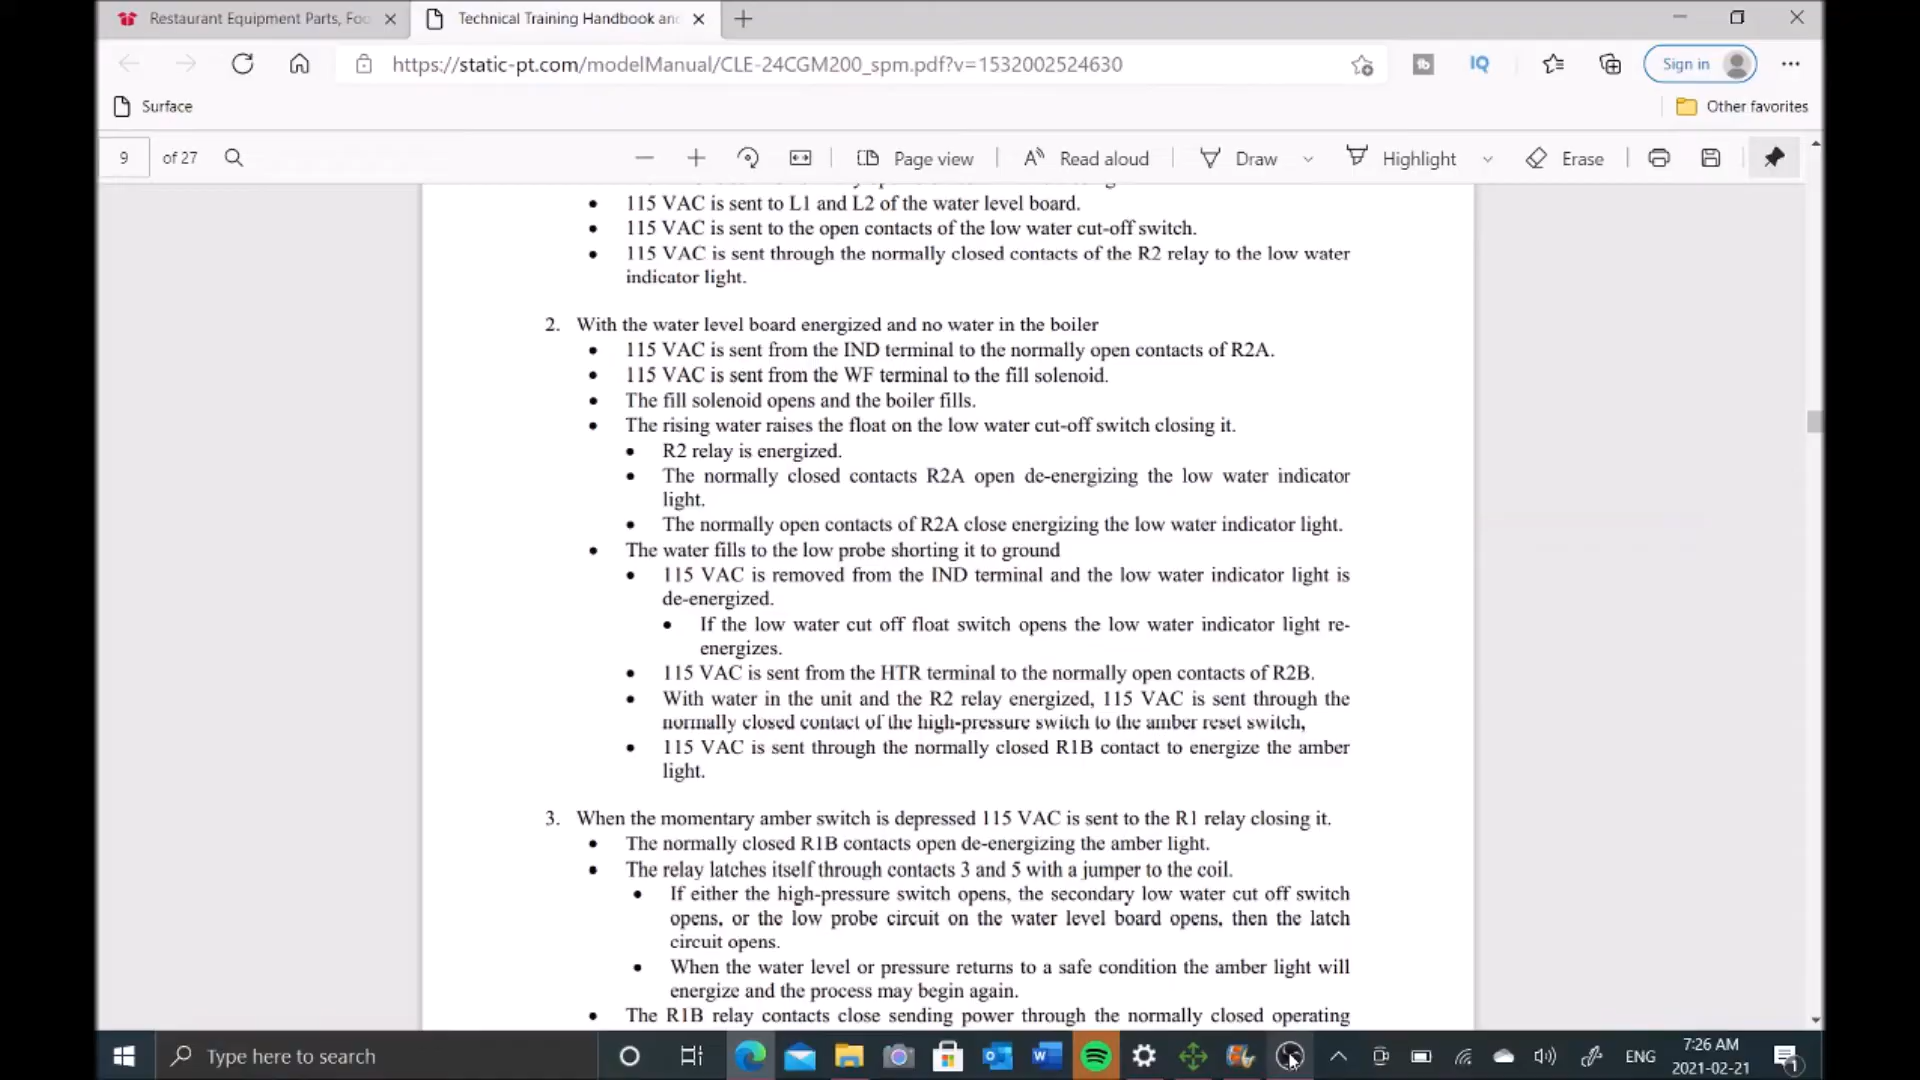 Restaurant Equipment Parts, Foo
Technical Training Handbook and
https://static-pt.com/modelManual/CLE-24CGM200_spm.pdf?v=1532002524630
Sign in
Surface
Other favorites
9 of 27
Page view
Read aloud
Draw
Highlight
Erase
• 115 VAC is sent to L1 and L2 of the water level board.
• 115 VAC is sent to the open contacts of the low water cut-off switch.
• 115 VAC is sent through the normally closed contacts of the R2 relay to the low water
indicator light.
2. With the water level board energized and no water in the boiler
• 115 VAC is sent from the IND terminal to the normally open contacts of R2A.
• 115 VAC is sent from the WF terminal to the fill solenoid.
• The fill solenoid opens and the boiler fills.
• The rising water raises the float on the low water cut-off switch closing it.
• R2 relay is energized.
• The normally closed contacts R2A open de-energizing the low water indicator
light.
• The normally open contacts of R2A close energizing the low water indicator light.
• The water fills to the low probe shorting it to ground
• 115 VAC is removed from the IND terminal and the low water indicator light is
de-energized.
• If the low water cut off float switch opens the low water indicator light re-
energizes.
• 115 VAC is sent from the HTR terminal to the normally open contacts of R2B.
• With water in the unit and the R2 relay energized, 115 VAC is sent through the
normally closed contact of the high-pressure switch to the amber reset switch,
• 115 VAC is sent through the normally closed R1B contact to energize the amber
light.
3. When the momentary amber switch is depressed 115 VAC is sent to the R1 relay closing it.
• The normally closed R1B contacts open de-energizing the amber light.
• The relay latches itself through contacts 3 and 5 with a jumper to the coil.
• If either the high-pressure switch opens, the secondary low water cut off switch
opens, or the low probe circuit on the water level board opens, then the latch
circuit opens.
• When the water level or pressure returns to a safe condition the amber light will
energize and the process may begin again.
• The R1B relay contacts close sending power through the normally closed operating
Type here to search
ENG
7:26 AM
2021-02-21